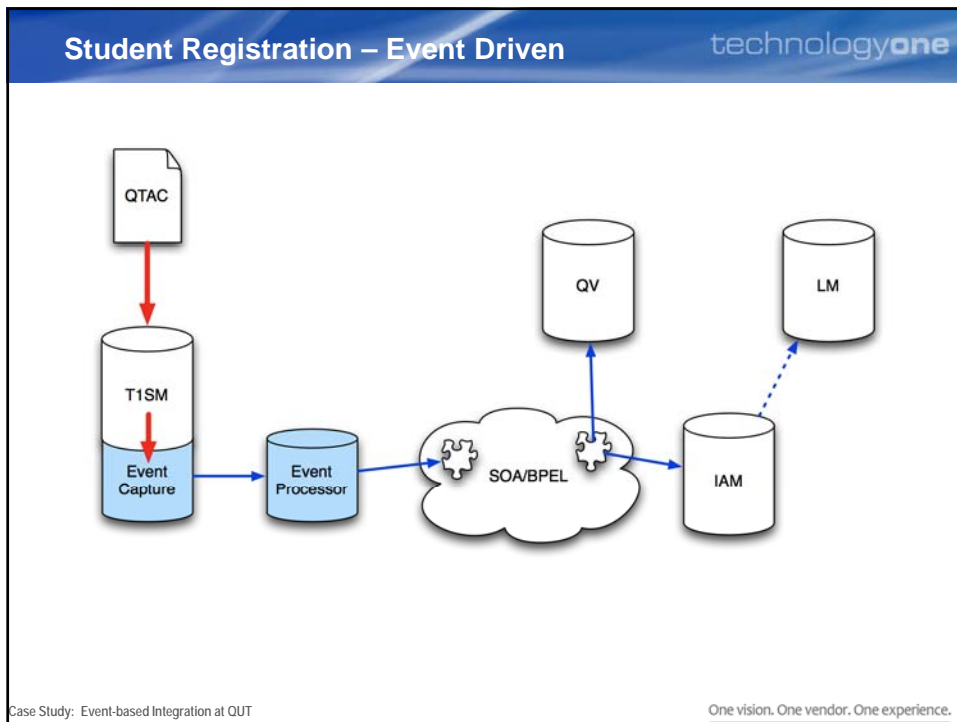 Student Registration – Event Driven
technologyone
QTAC
QV
LM
T1SM
Event
Capture
Event
Processor
SOA/BPEL
IAM
Case Study: Event-based Integration at QUT
One vision. One vendor. One experience.